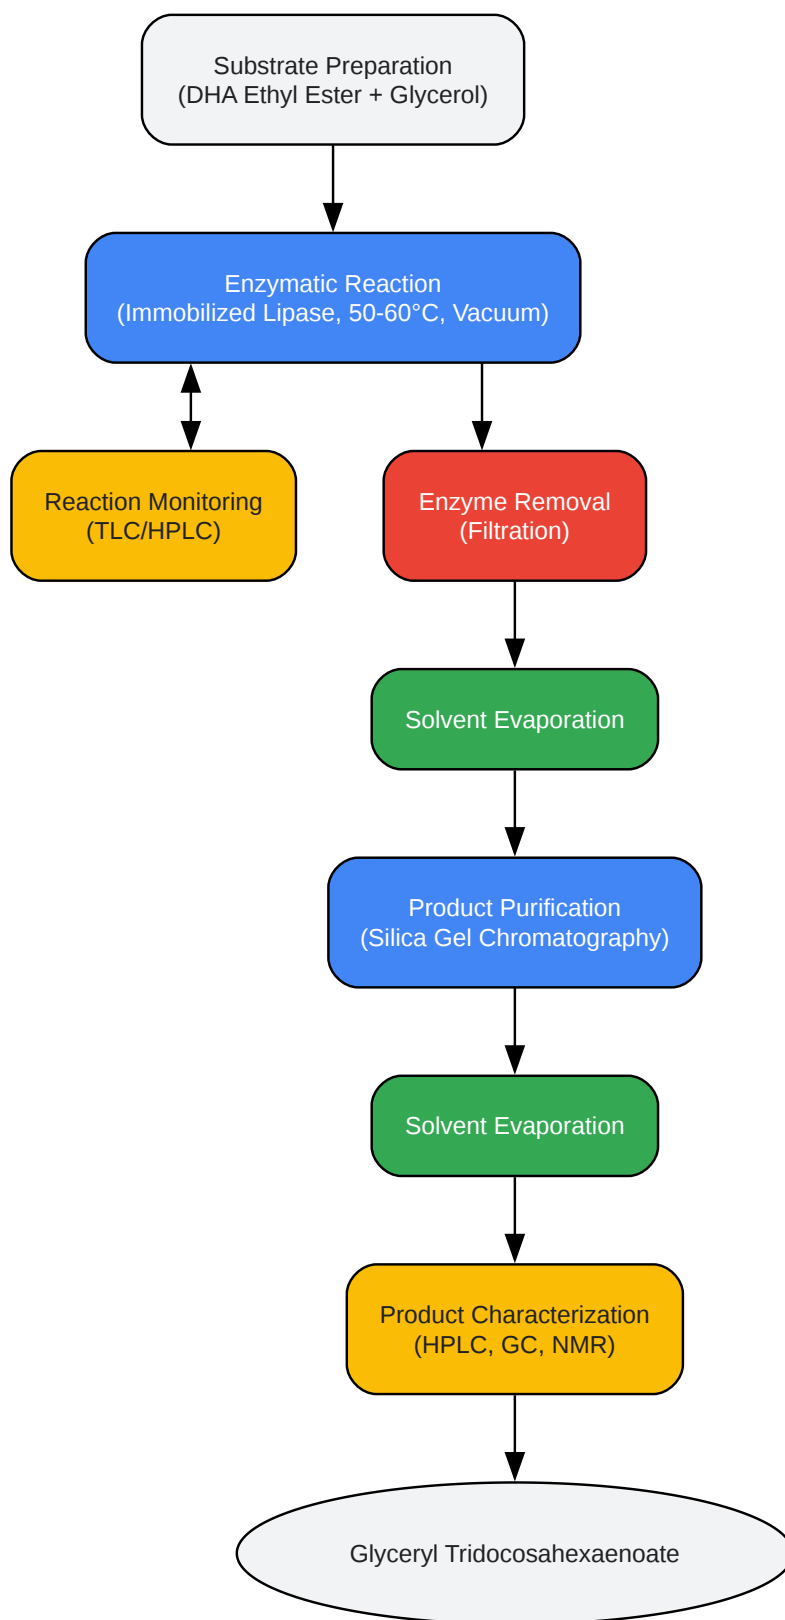 Substrate Preparation
(DHA Ethyl Ester + Glycerol)
Enzymatic Reaction
(Immobilized Lipase, 50-60°C, Vacuum)
Reaction Monitoring
(TLC/HPLC)
Enzyme Removal
(Filtration)
Solvent Evaporation
Product Purification
(Silica Gel Chromatography)
Solvent Evaporation
Product Characterization
(HPLC, GC, NMR)
Glyceryl Tridocosahexaenoate